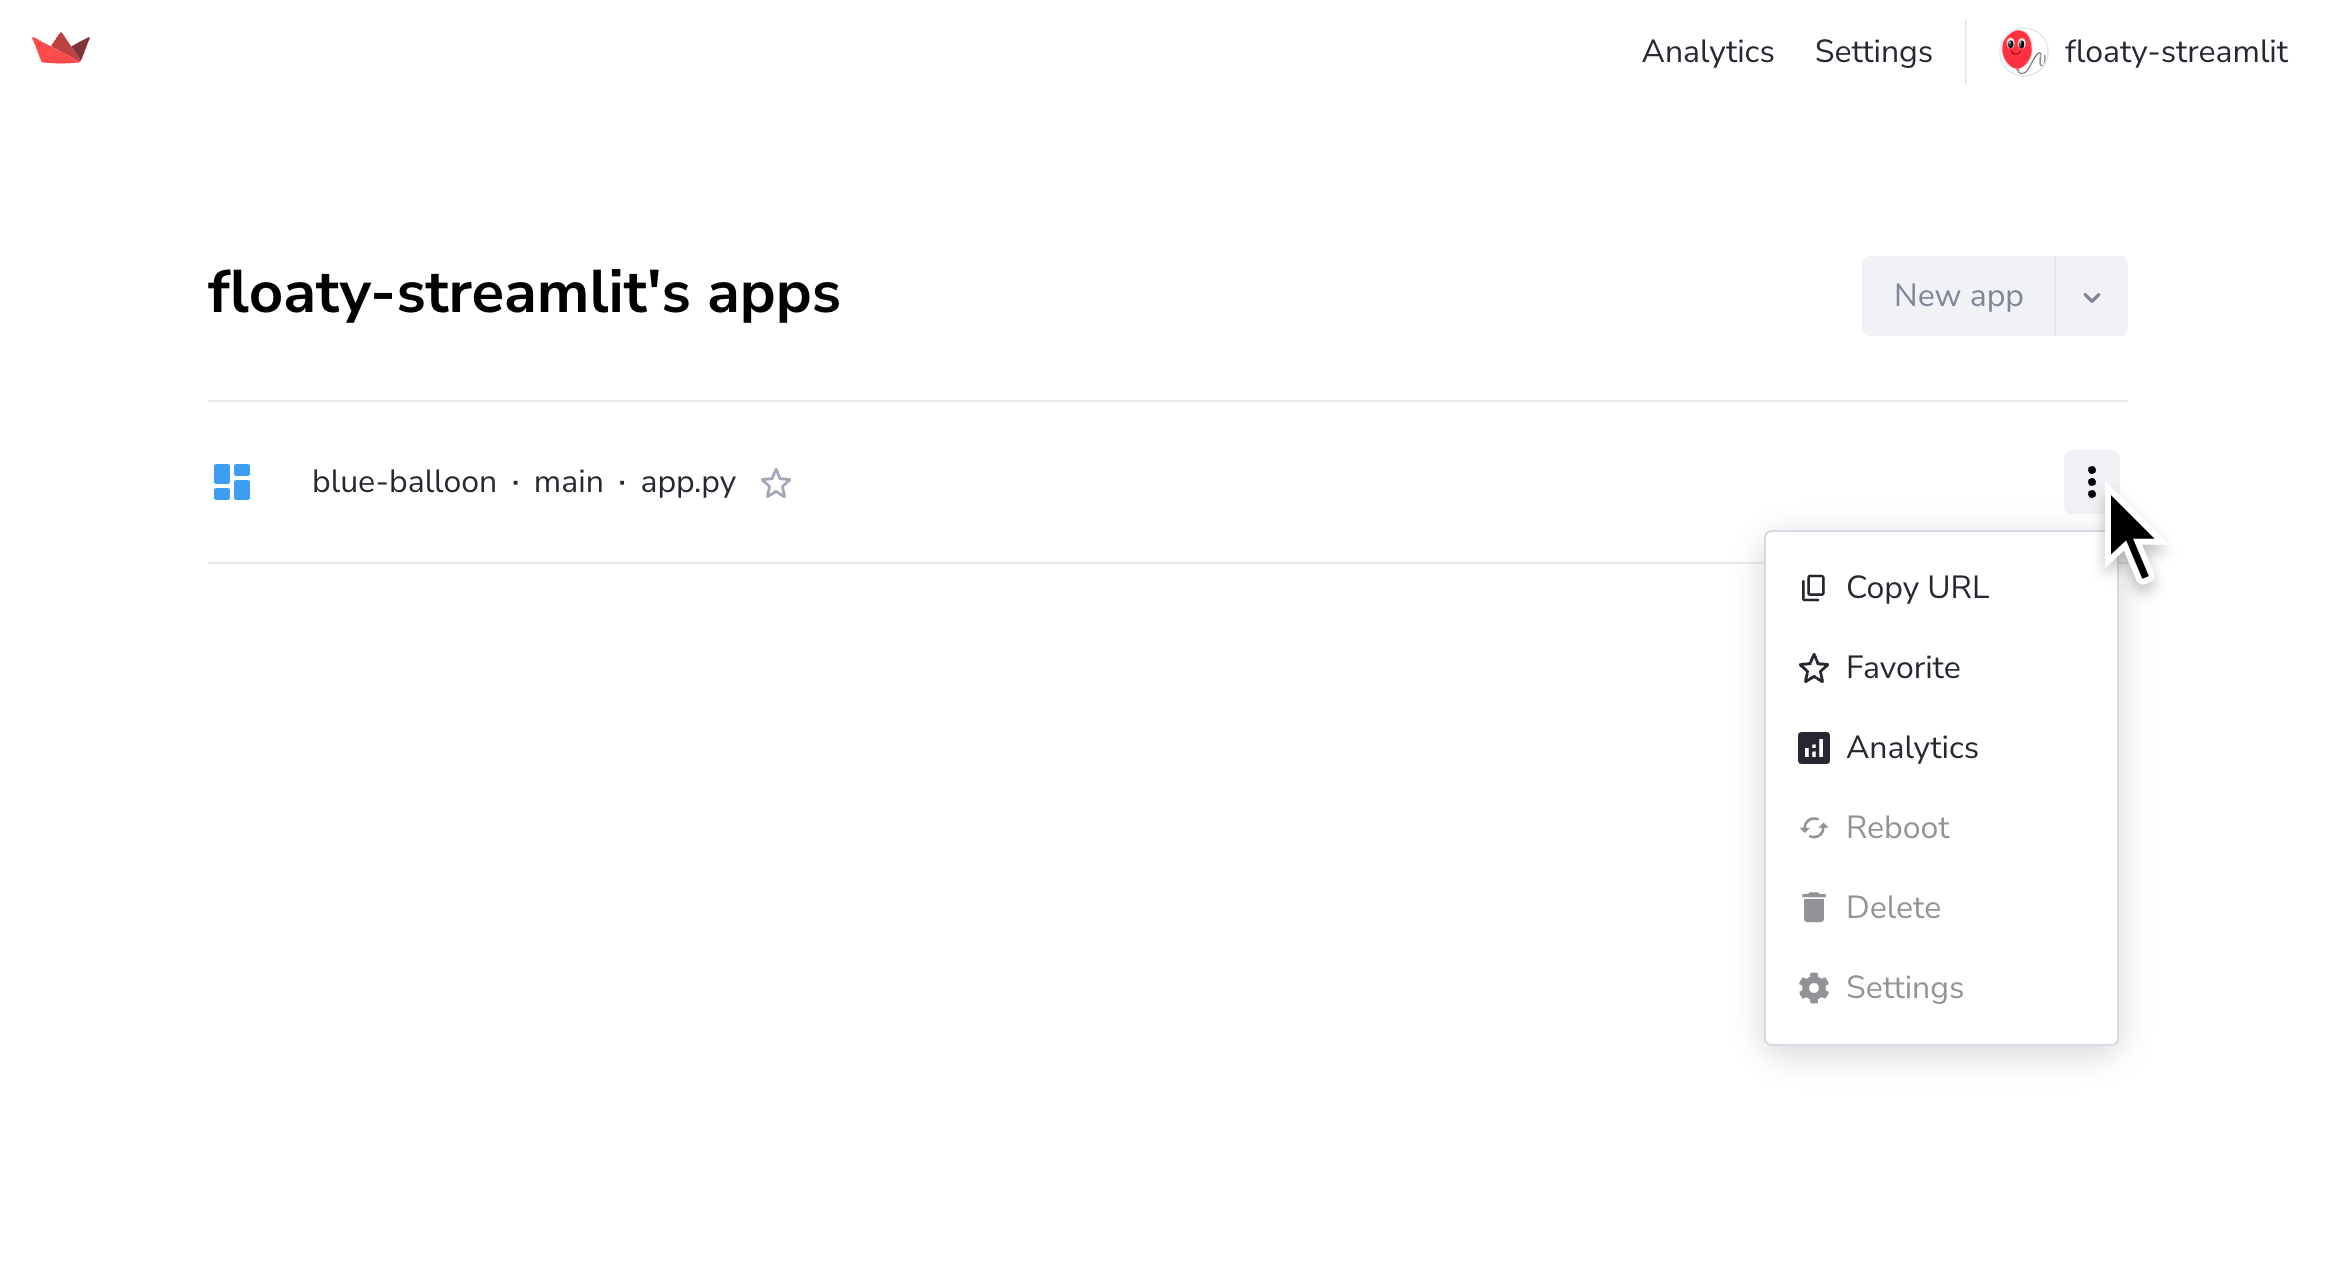 Analytics Settings floaty-streamlit
floaty-streamlit's apps
New app
blue-balloon · main · app.py
Copy URL
Favorite
Analytics
Reboot
Delete
Settings